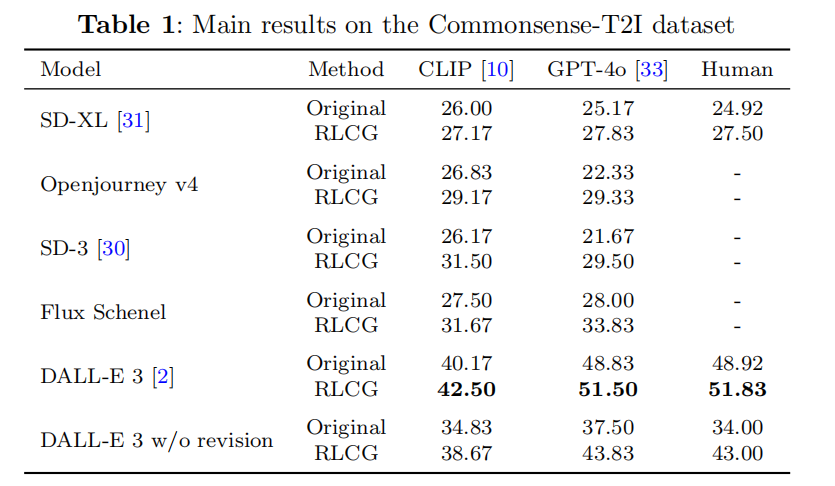 Table 1: Main results on the Commonsense-T2I dataset
Model Method CLIP [10] GPT-4o [33] Human
SD-XL [31] Original 26.00 25.17 24.92
RLCG 27.17 27.83 27.50
Openjourney v4 Original 26.83 22.33 -
RLCG 29.17 29.33 -
SD-3 [30] Original 26.17 21.67 -
RLCG 31.50 29.50 -
Flux Schenel Original 27.50 28.00 -
RLCG 31.67 33.83 -
DALL-E 3 [2] Original 40.17 48.83 48.92
RLCG 42.50 51.50 51.83
DALL-E 3 w/o revision Original 34.83 37.50 34.00
RLCG 38.67 43.83 43.00